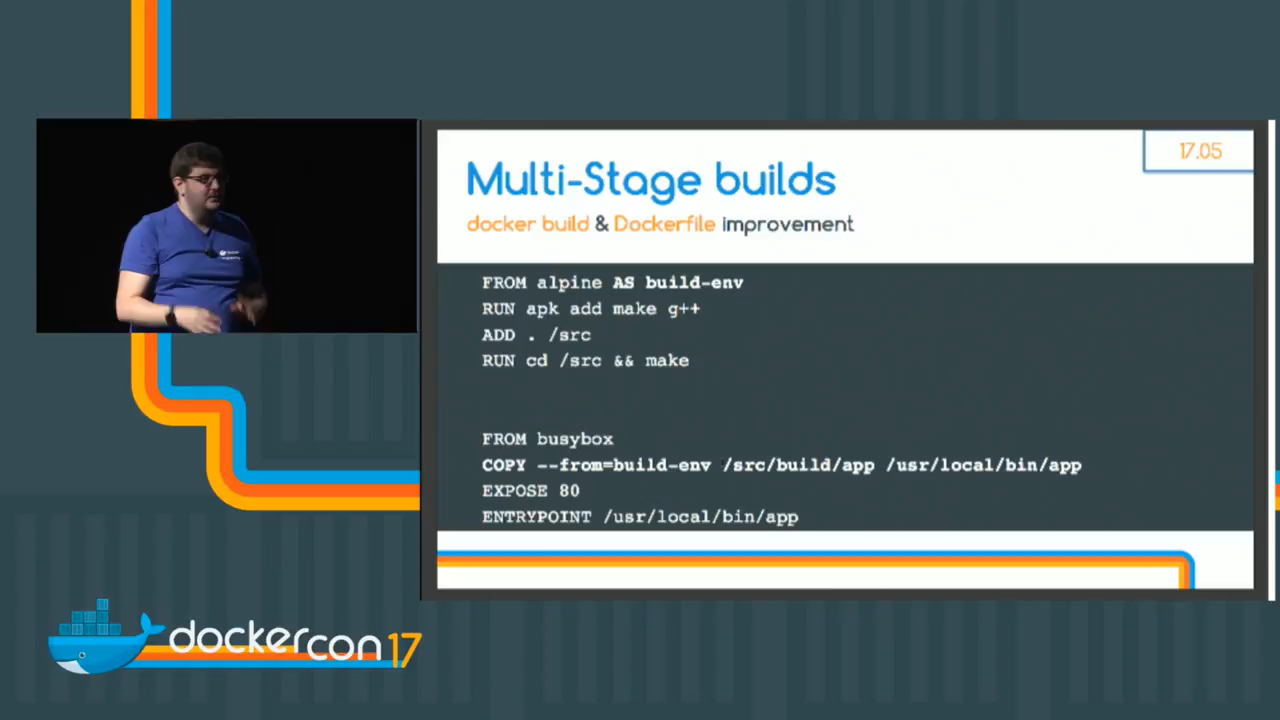 17.05
Multi-Stage builds
docker build & Dockerfile improvement
FROM alpine AS build-env
RUN apk add make g++
ADD . /src
RUN cd /src && make
FROM busybox
COPY --from=build-env /src/build/app /usr/local/bin/app
EXPOSE 80
ENTRYPOINT /usr/local/bin/app
dockercon 17